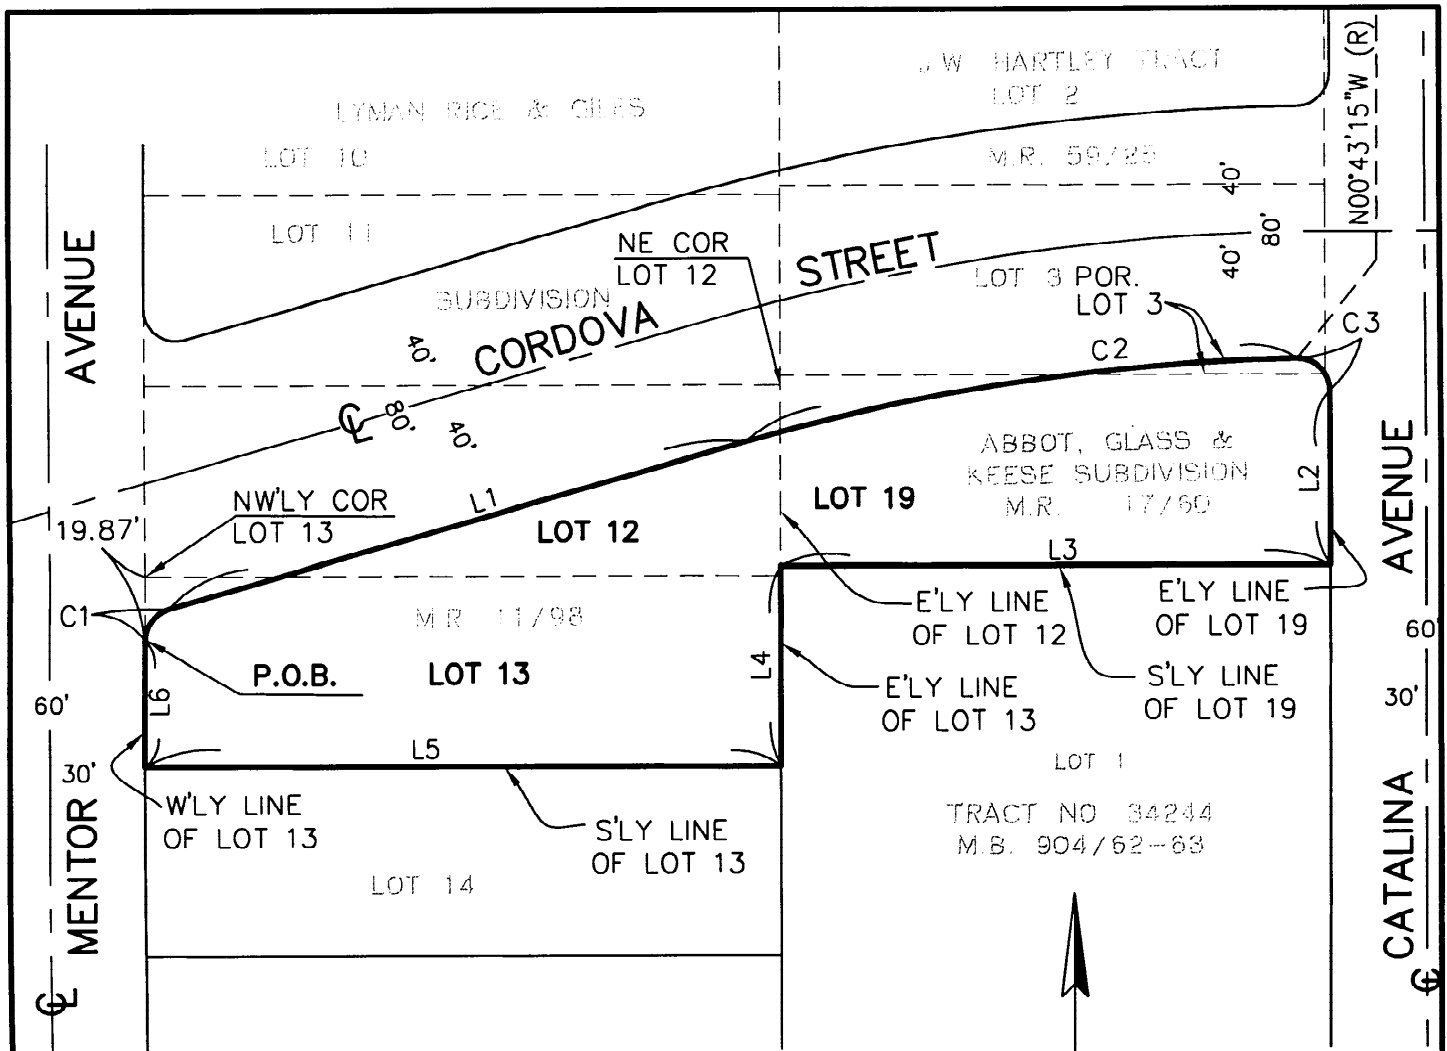 J W HARTLEY TRACT
LOT 2
M.R. 59/25
LYMAN RICE & GILES
LOT 10
LOT 11
SUBDIVISION
N00°43'15"W (R)
40'
80'
40'
NE COR
LOT 12
CORDOVA STREET
LOT 3
POR.
LOT 3
C3
C2
40'
℄
80'
40'
MENTOR AVENUE
NW'LY COR
LOT 13
19.87'
L1
LOT 12
LOT 19
ABBOT, GLASS &
KEESE SUBDIVISION
M.R. 17/60
L2
CATALINA AVENUE
L3
C1
M R 11/98
P.O.B.
LOT 13
L4
L6
60'
30'
L5
E'LY LINE
OF LOT 12
E'LY LINE
OF LOT 19
60'
E'LY LINE
OF LOT 13
S'LY LINE
OF LOT 19
30'
W'LY LINE
OF LOT 13
S'LY LINE
OF LOT 13
LOT 1
TRACT NO 34244
M.B. 904/62-63
LOT 14
℄
℄